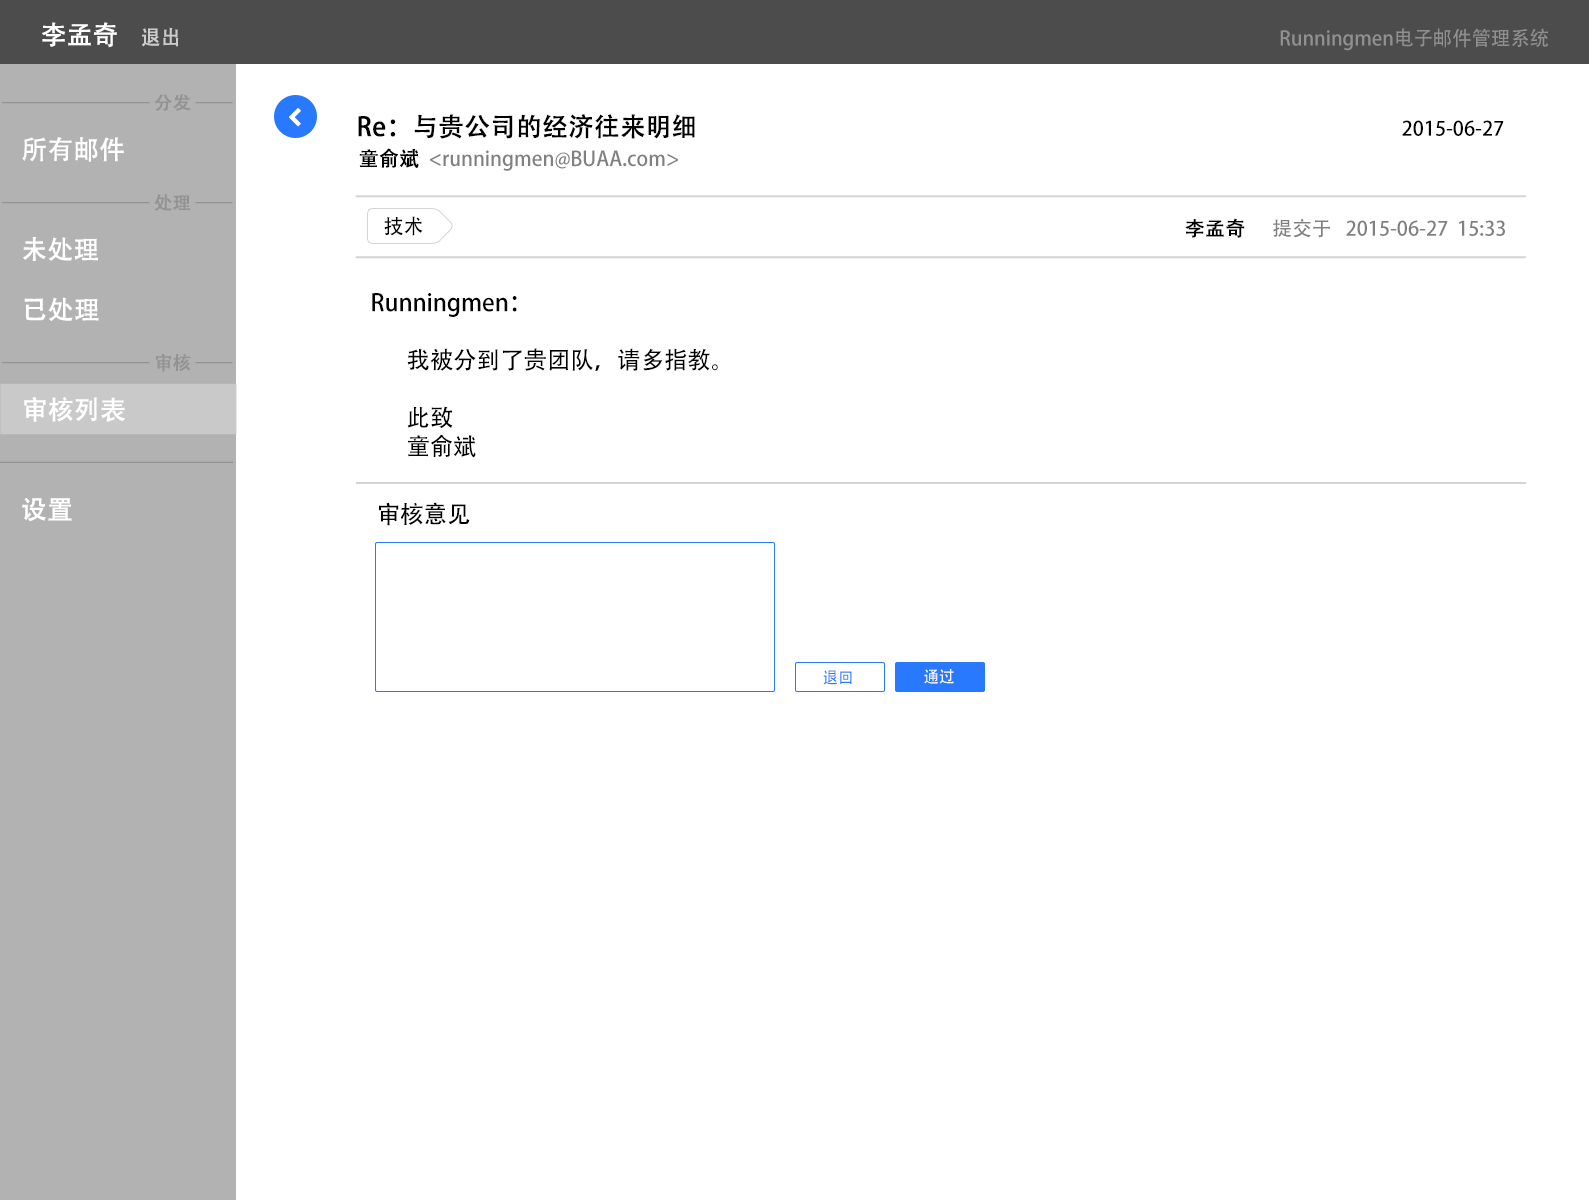 李孟奇 退出 Runningmen电子邮件管理系统
分发
所有邮件
处理
未处理
已处理
审核
审核列表
设置
Re：与贵公司的经济往来明细 2015-06-27
童俞斌 <runningmen@BUAA.com>
技术 李孟奇 提交于 2015-06-27 15:33
Runningmen：
我被分到了贵团队，请多指教。
此致
童俞斌
审核意见
退回 通过